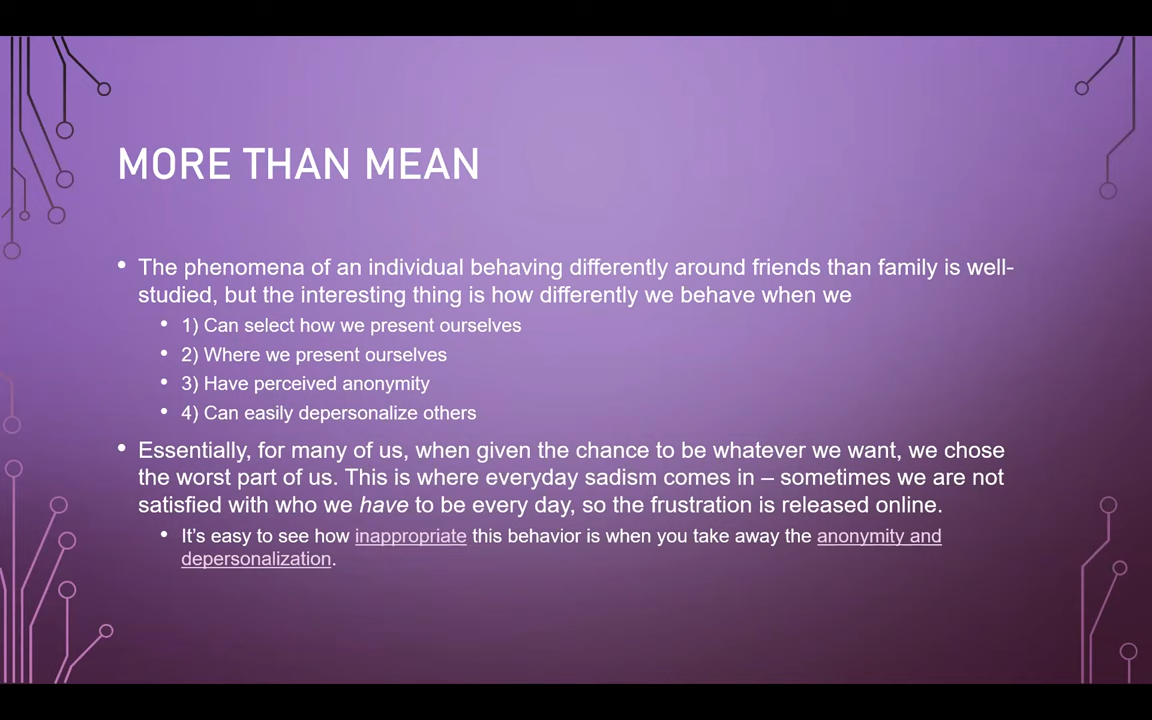 MORE THAN MEAN
• The phenomena of an individual behaving differently around friends than family is well-
studied, but the interesting thing is how differently we behave when we
• 1) Can select how we present ourselves
• 2) Where we present ourselves
• 3) Have perceived anonymity
• 4) Can easily depersonalize others
• Essentially, for many of us, when given the chance to be whatever we want, we chose
the worst part of us. This is where everyday sadism comes in – sometimes we are not
satisfied with who we have to be every day, so the frustration is released online.
• It’s easy to see how inappropriate this behavior is when you take away the anonymity and
depersonalization.